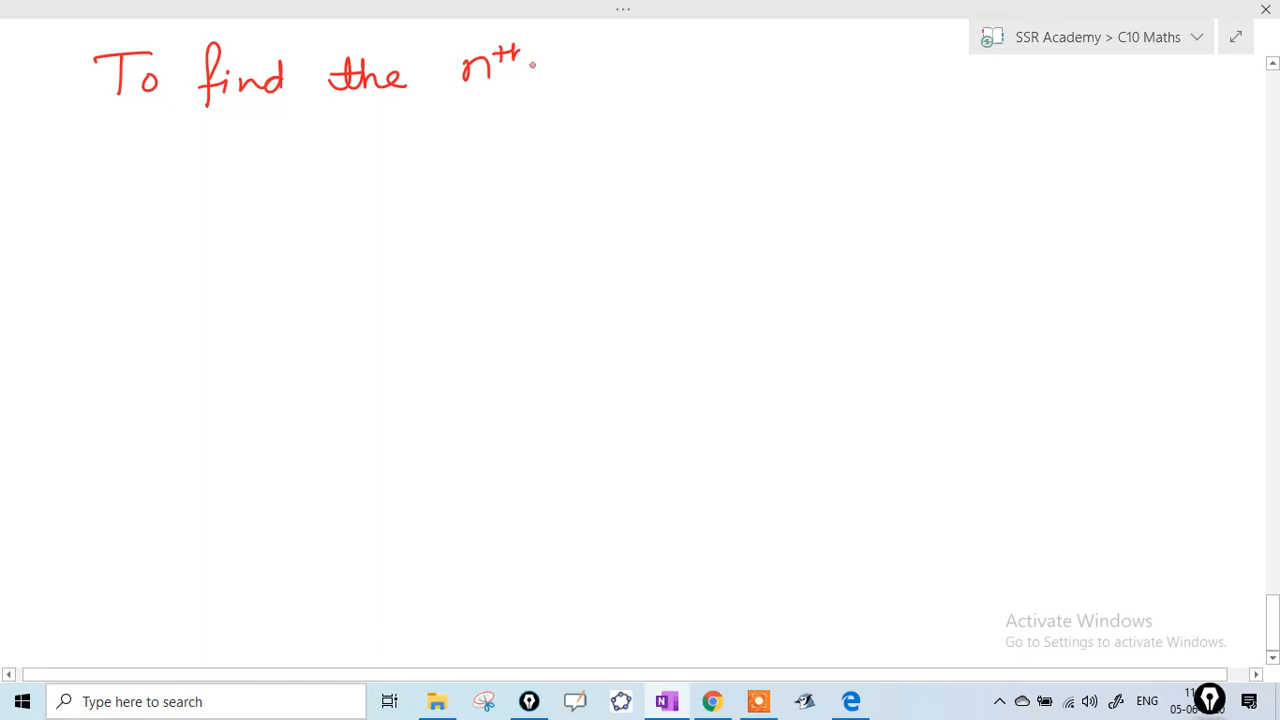 SSR Academy > C10 Maths
To find the nth
Activate Windows
Go to Settings to activate Windows.
Type here to search
ENG